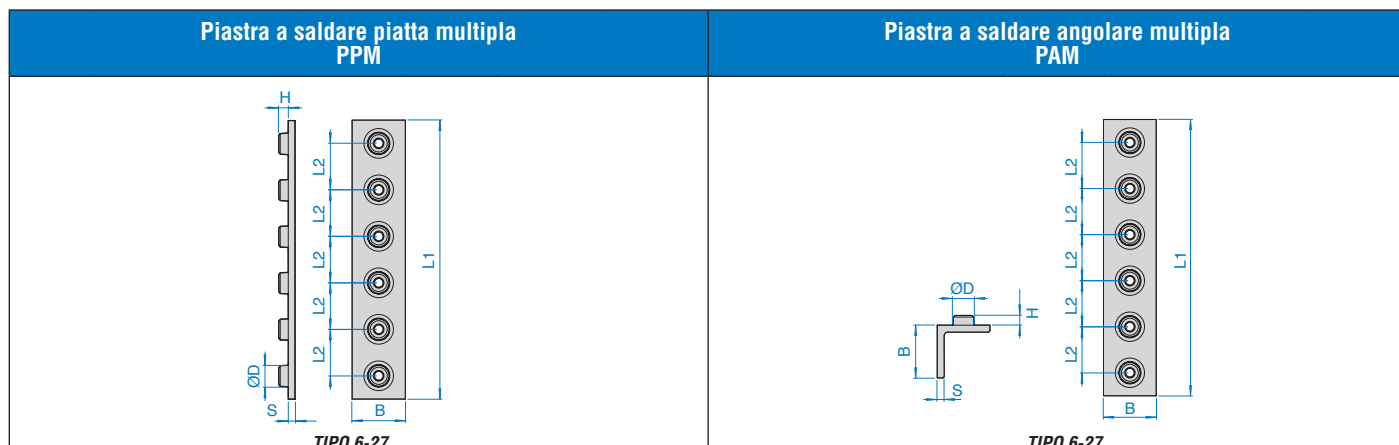 Piastra a saldare piatta multipla
PPM
Piastra a saldare angolare multipla
PAM
H
L2
L2
L2
L2
L2
L1
ØD
S
B
TIPO 6-27
L2
L2
L2
L2
L2
L1
ØD
H
B
S
B
TIPO 6-27